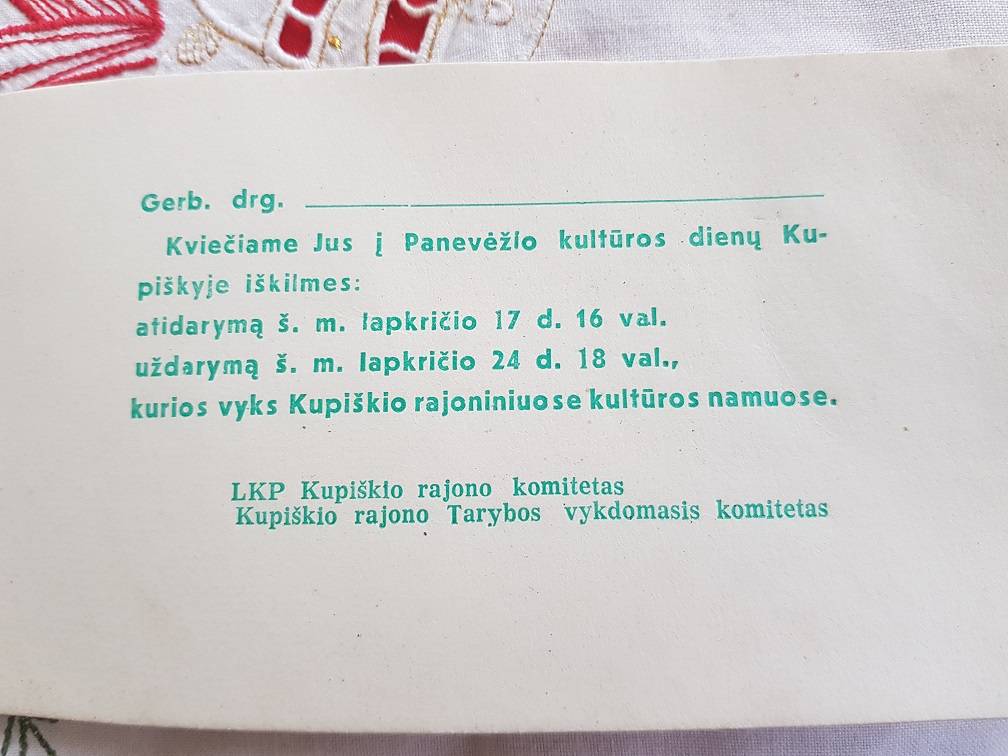 Gerb. drg.
Kviečiame Jus į Panevėžio kultūros dienų Ku-
piškyje iškilmes:
atidarymą š. m. lapkričio 17 d. 16 val.
uždarymą š. m. lapkričio 24 d. 18 val.,
kurios vyks Kupiškio rajoniniuose kultūros namuose.
LKP Kupiškio rajono komitetas
Kupiškio rajono Tarybos vykdomasis komitetas